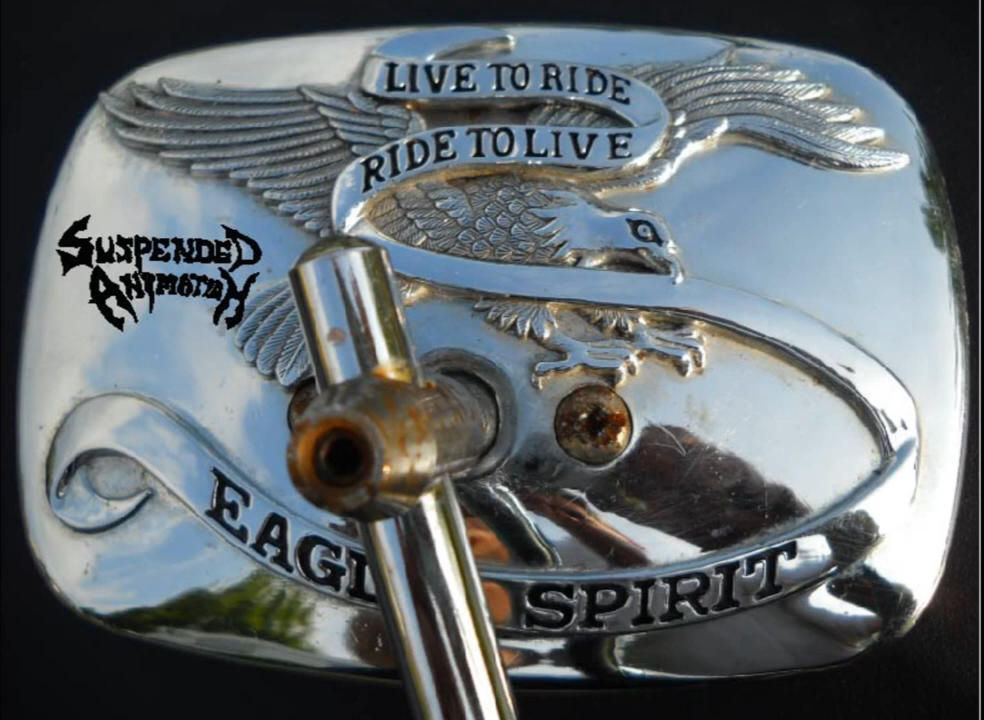 LIVE TO RIDE
RIDE TO LIVE
SUSPENDED
ANIMATION
EAGL SPIRIT